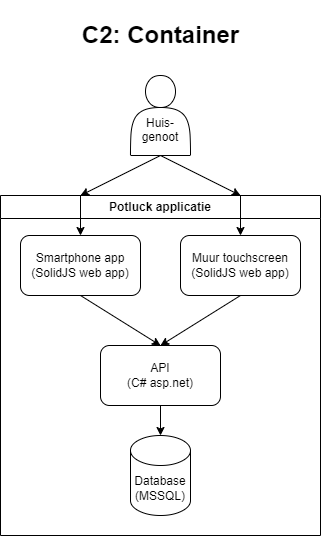 C2: Container
Huis-
genoot
Potluck applicatie
Smartphone app
(SolidJS web app)
Muur touchscreen
(SolidJS web app)
API
(C# asp.net)
Database
(MSSQL)